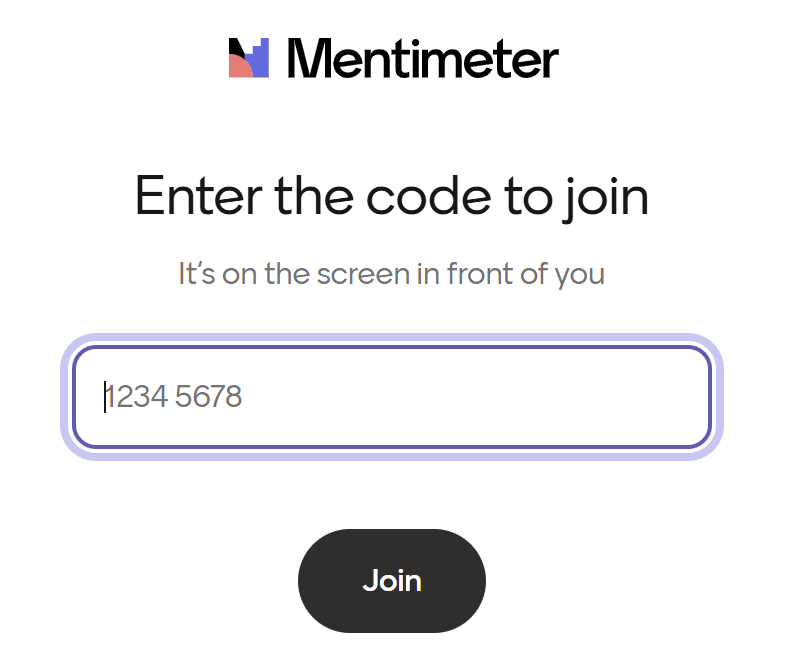 Mentimeter
Enter the code to join
It's on the screen in front of you
1234 5678
Join